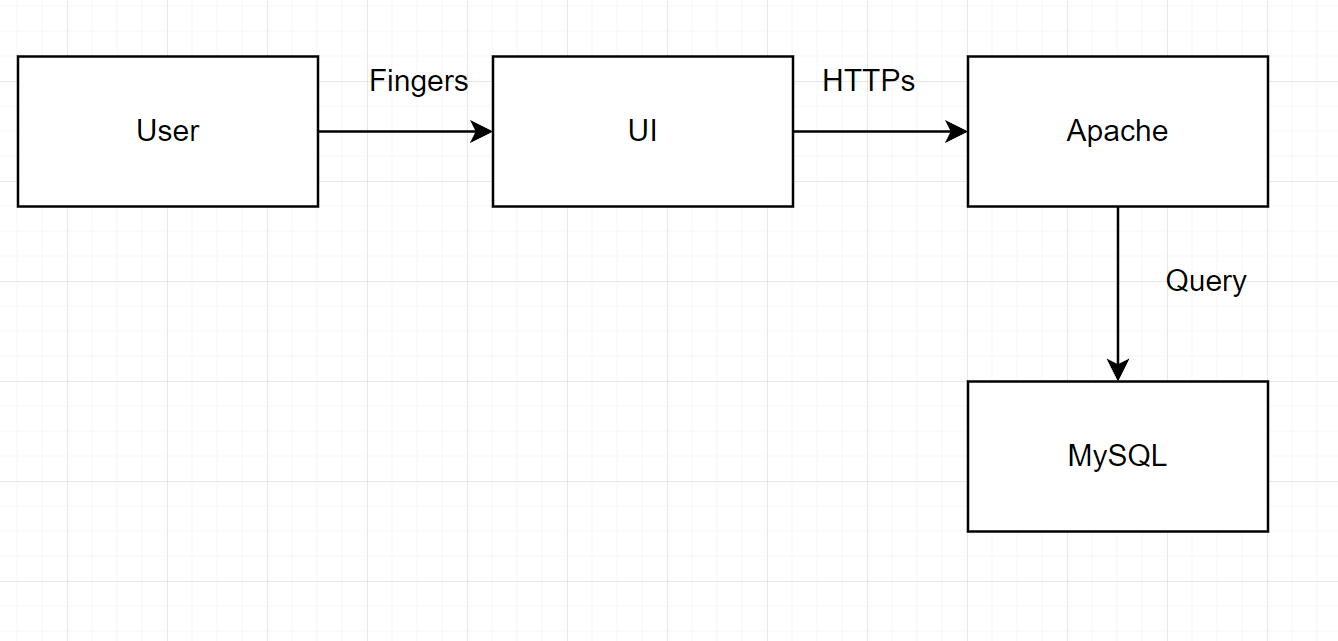 Fingers
HTTPs
User
UI
Apache
Query
MySQL